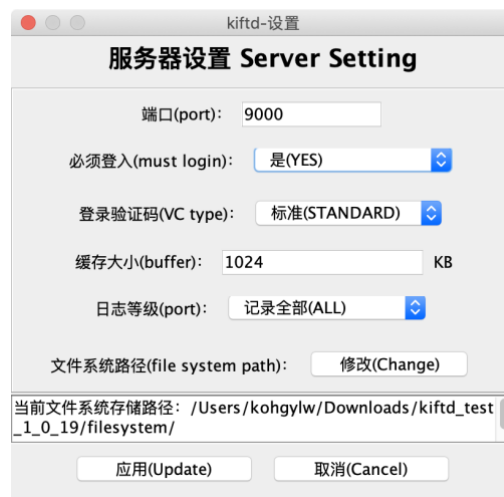 kiftd-设置
服务器设置 Server Setting
端口(port): 9000
必须登入(must login): 是(YES)
登录验证码(VC type): 标准(STANDARD)
缓存大小(buffer): 1024 KB
日志等级(port): 记录全部(ALL)
文件系统路径(file system path): 修改(Change)
当前文件系统存储路径：/Users/kohgylw/Downloads/kiftd_test
_1_0_19/filesystem/
应用(Update) 取消(Cancel)